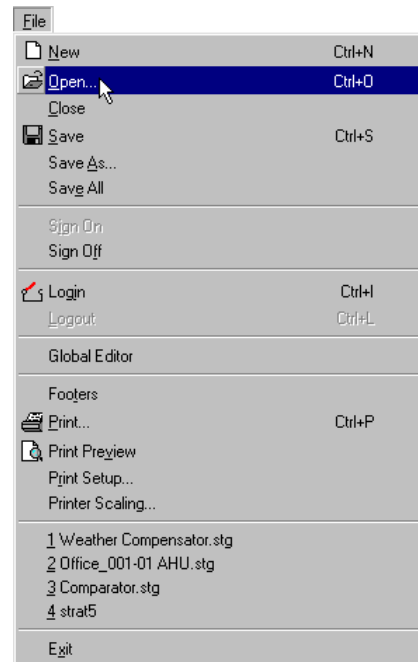 File
New Ctrl+N
Open... Ctrl+O
Close
Save Ctrl+S
Save As...
Save All
Sign On
Sign Off
Login Ctrl+I
Logout Ctrl+L
Global Editor
Footers
Print... Ctrl+P
Print Preview
Print Setup...
Printer Scaling...
1 Weather Compensator.stg
2 Office_001-01 AHU.stg
3 Comparator.stg
4 strat5
Exit